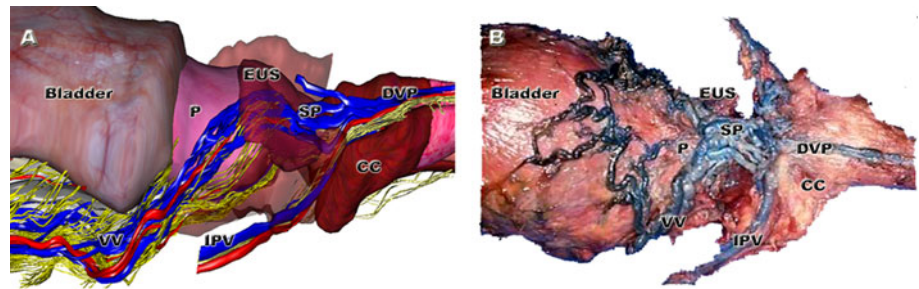 A
Bladder
P
EUS
SP
DVP
CC
VV
IPV
B
Bladder
EUS
SP
P
DVP
CC
VV
IPV